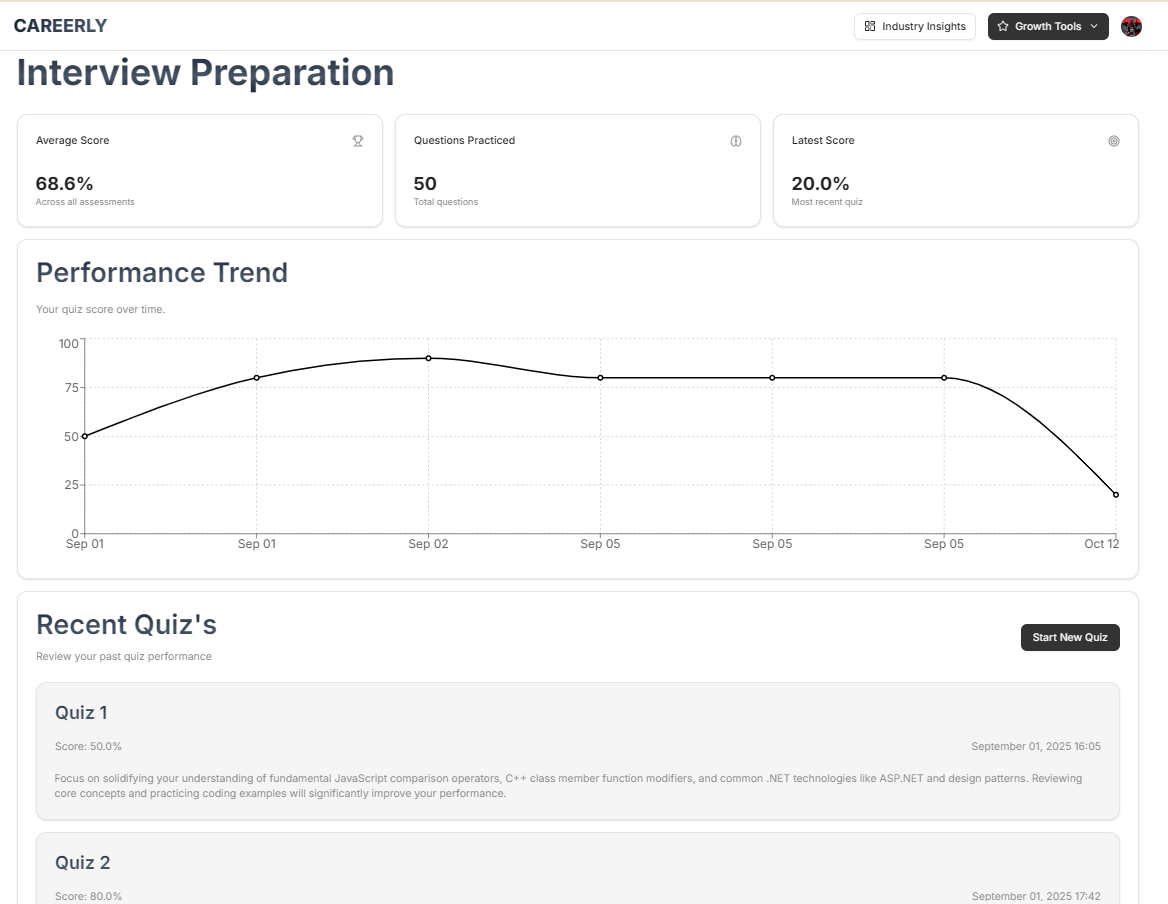 CAREERLY
Industry Insights
Growth Tools
Interview Preparation
Average Score
68.6%
Across all assessments
Questions Practiced
50
Total questions
Latest Score
20.0%
Most recent quiz
Performance Trend
Your quiz score over time.
100
75
50
25
0
Sep 01
Sep 01
Sep 02
Sep 05
Sep 05
Sep 05
Oct 12
Recent Quiz's
Review your past quiz performance
Start New Quiz
Quiz 1
Score: 50.0%
September 01, 2025 16:05
Focus on solidifying your understanding of fundamental JavaScript comparison operators, C++ class member function modifiers, and common .NET technologies like ASP.NET and design patterns. Reviewing
core concepts and practicing coding examples will significantly improve your performance.
Quiz 2
Score: 80.0%
September 01, 2025 17:42